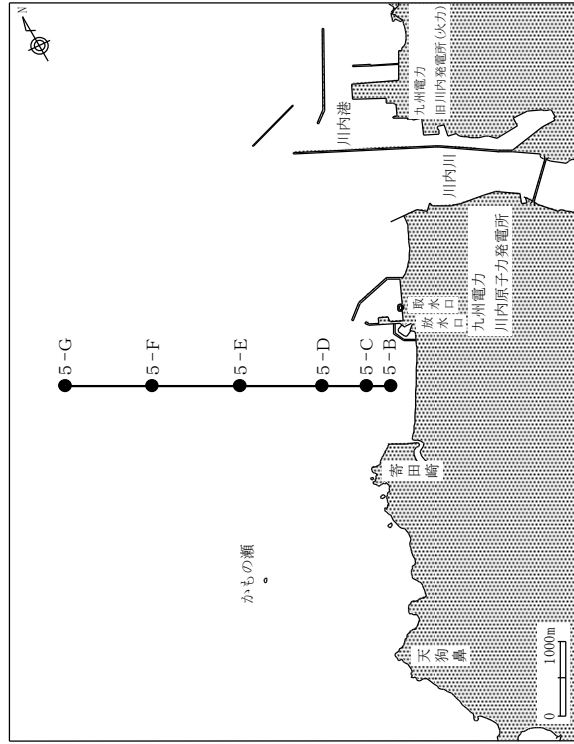 N
川内港
九州電力
旧川内発電所(火力)
川内川
5-G
5-F
5-E
5-D
5-C
5-B
取水口
放水口
九州電力
川内原子力発電所
寄田崎
かもの瀬
天狗鼻
0 1000m